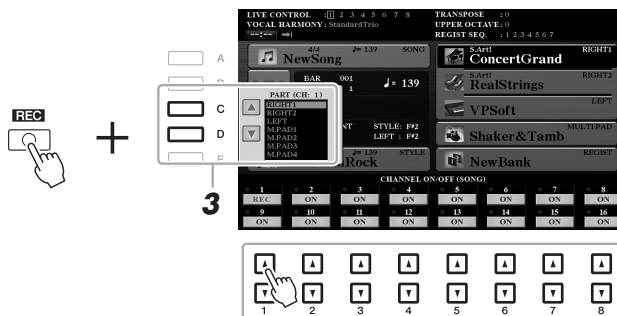 LIVE CONTROL :1 2 3 4 5 6 7 8
VOCAL HARMONY: StandardTrio
TRANSPOSE :0
UPPER OCTAVE: 0
REGIST SEQ. : 1 2 3 4 5 6 7
4/4 ♩= 139 SONG
NewSong
BAR 001
1
♩= 139
S.Art! RIGHT1
ConcertGrand
S.Art! RIGHT2
RealStrings
LEFT
VPSoft
MULTI PAD
Shaker&Tamb
REGIST
NewBank
STYLE: F#2
LEFT : F#2
♩= 139 STYLE
Rock
A
C
D
PART (CH: 1)
RIGHT1
RIGHT2
LEFT
M.PAD1
M.PAD2
M.PAD3
M.PAD4
REC
+
3
CHANNEL ON/OFF (SONG)
1 2 3 4 5 6 7 8
REC ON ON ON ON ON ON ON
9 10 11 12 13 14 15 16
ON ON ON ON ON ON ON ON
1 2 3 4 5 6 7 8